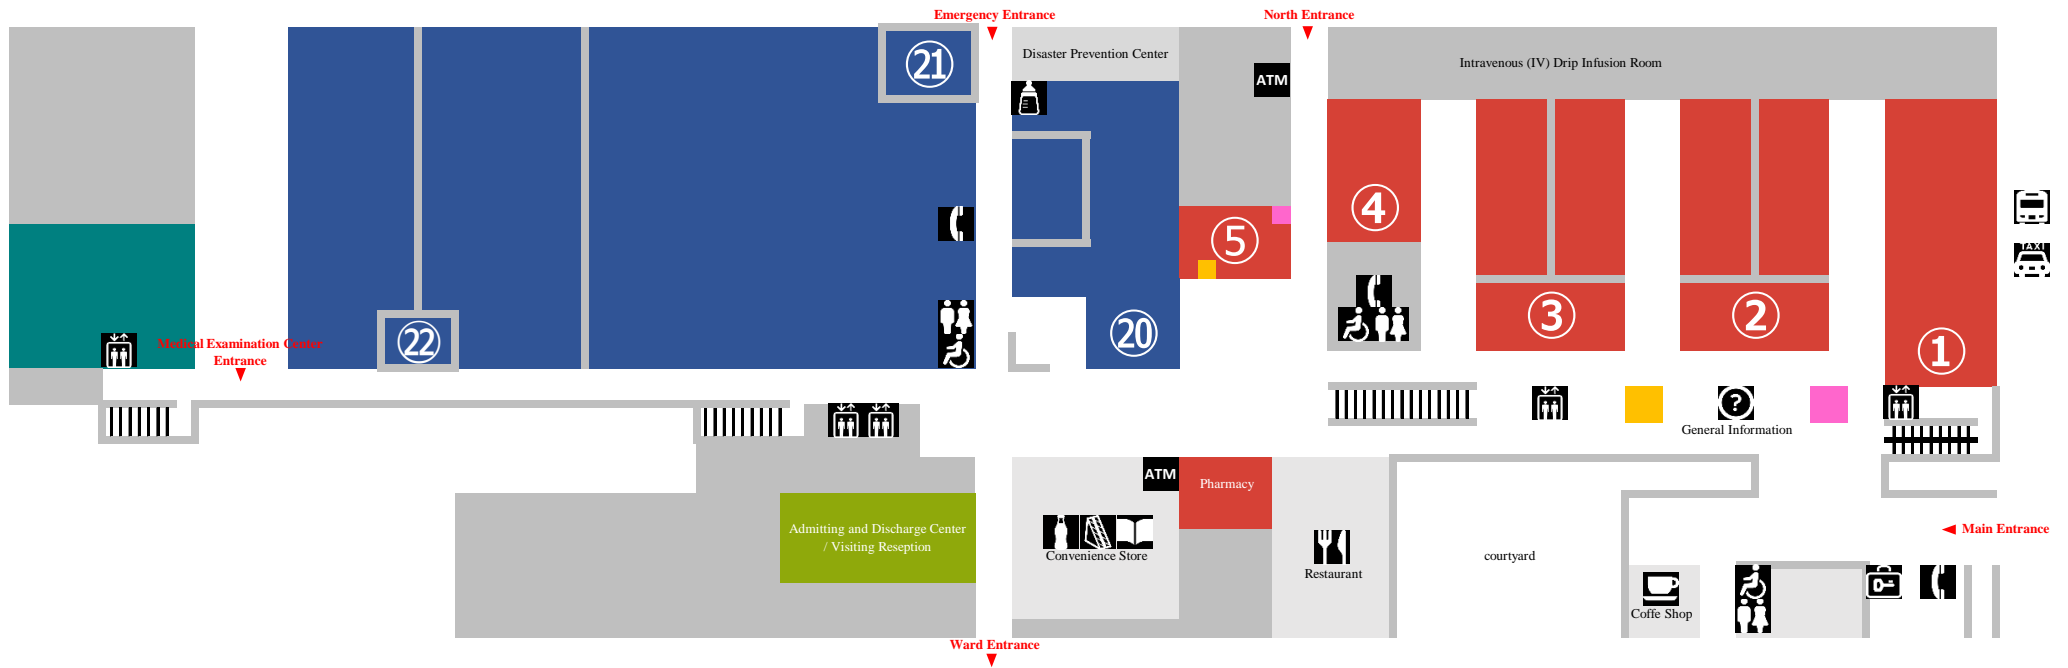 Emergency Entrance
North Entrance
Disaster Prevention Center
Intravenous (IV) Drip Infusion Room
21
ATM
4
5
TAXI
22
20
3
2
1
Medical Examination Center
Entrance
General Information
ATM
Pharmacy
Admitting and Discharge Center
/ Visiting Reseption
Convenience Store
Restaurant
courtyard
Main Entrance
Coffe Shop
Ward Entrance